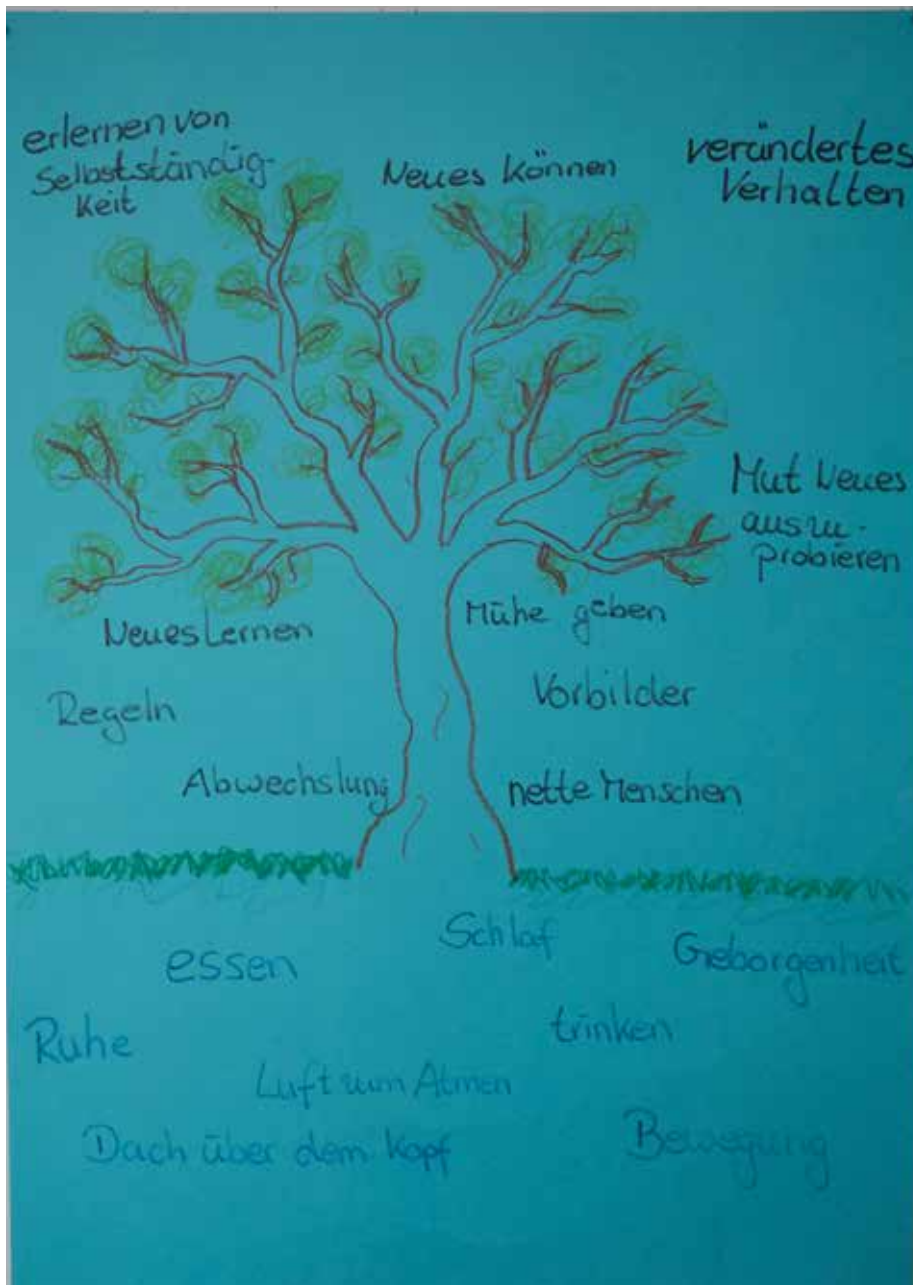 erlernen von
Selbstständig-
keit
Neues können
verändertes
Verhalten
Mut Neues
auszu-
probieren
Neues Lernen
Mühe geben
Regeln
Vorbilder
Abwechslung
nette Menschen
Schlaf
essen
Geborgenheit
Ruhe
trinken
Luft zum Atmen
Dach über dem Kopf
Bewegung